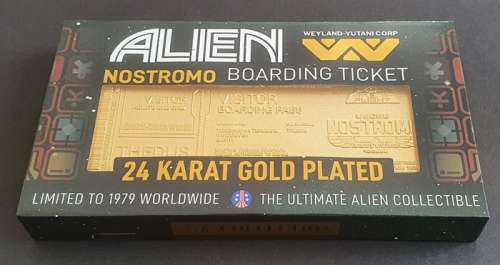 ALIEN
WEYLAND-YUTANI CORP
NOSTROMO BOARDING TICKET
VISITOR
VISITOR
BOARDING PASS
NOSTROMO
THEDUS
24 KARAT GOLD PLATED
LIMITED TO 1979 WORLDWIDE
THE ULTIMATE ALIEN COLLECTIBLE